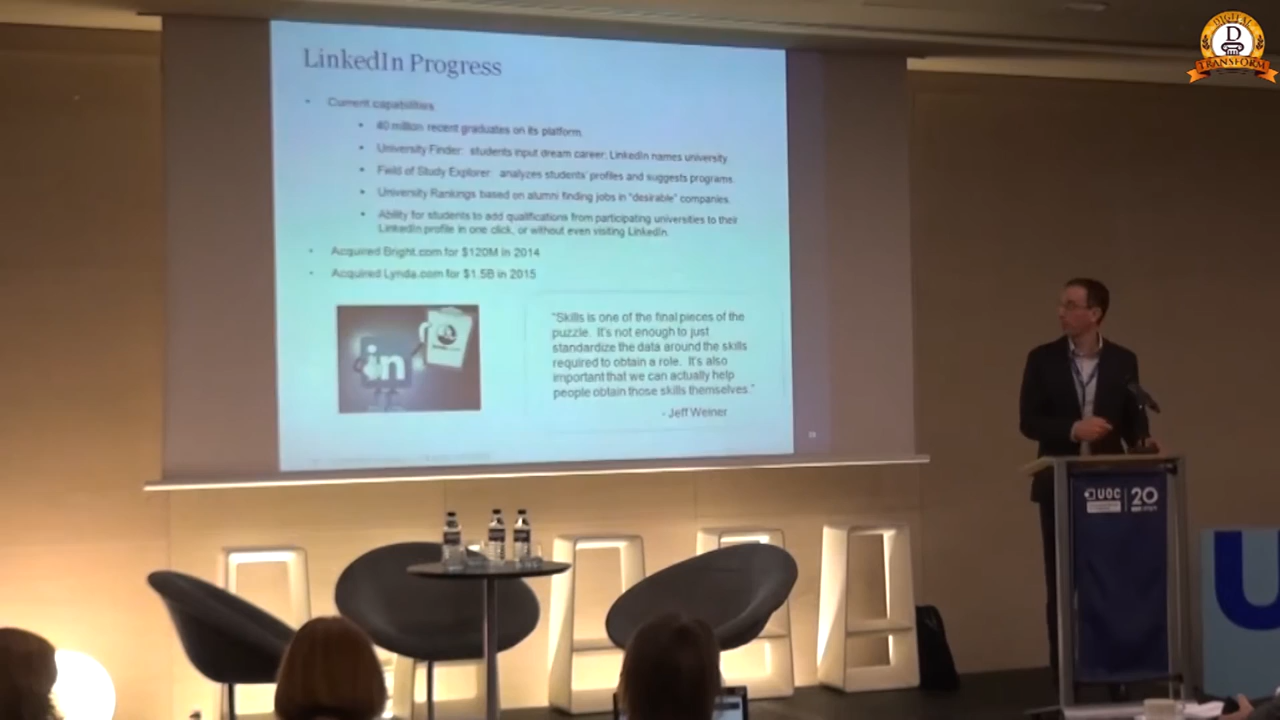 DIGITAL
D
TRANSFORM
LinkedIn Progress
• Current capabilities
• 40 million recent graduates on its platform.
• University Finder: students input dream career; LinkedIn names university.
• Field of Study Explorer: analyzes students' profiles and suggests programs.
• University Rankings based on alumni finding jobs in "desirable" companies.
• Ability for students to add qualifications from participating universities to their
LinkedIn profile in one click, or without even visiting LinkedIn.
• Acquired Bright.com for $120M in 2014
• Acquired Lynda.com for $1.5B in 2015
in
"Skills is one of the final pieces of the
puzzle. It's not enough to just
standardize the data around the skills
required to obtain a role. It's also
important that we can actually help
people obtain those skills themselves."
- Jeff Weiner
UOC 20
U